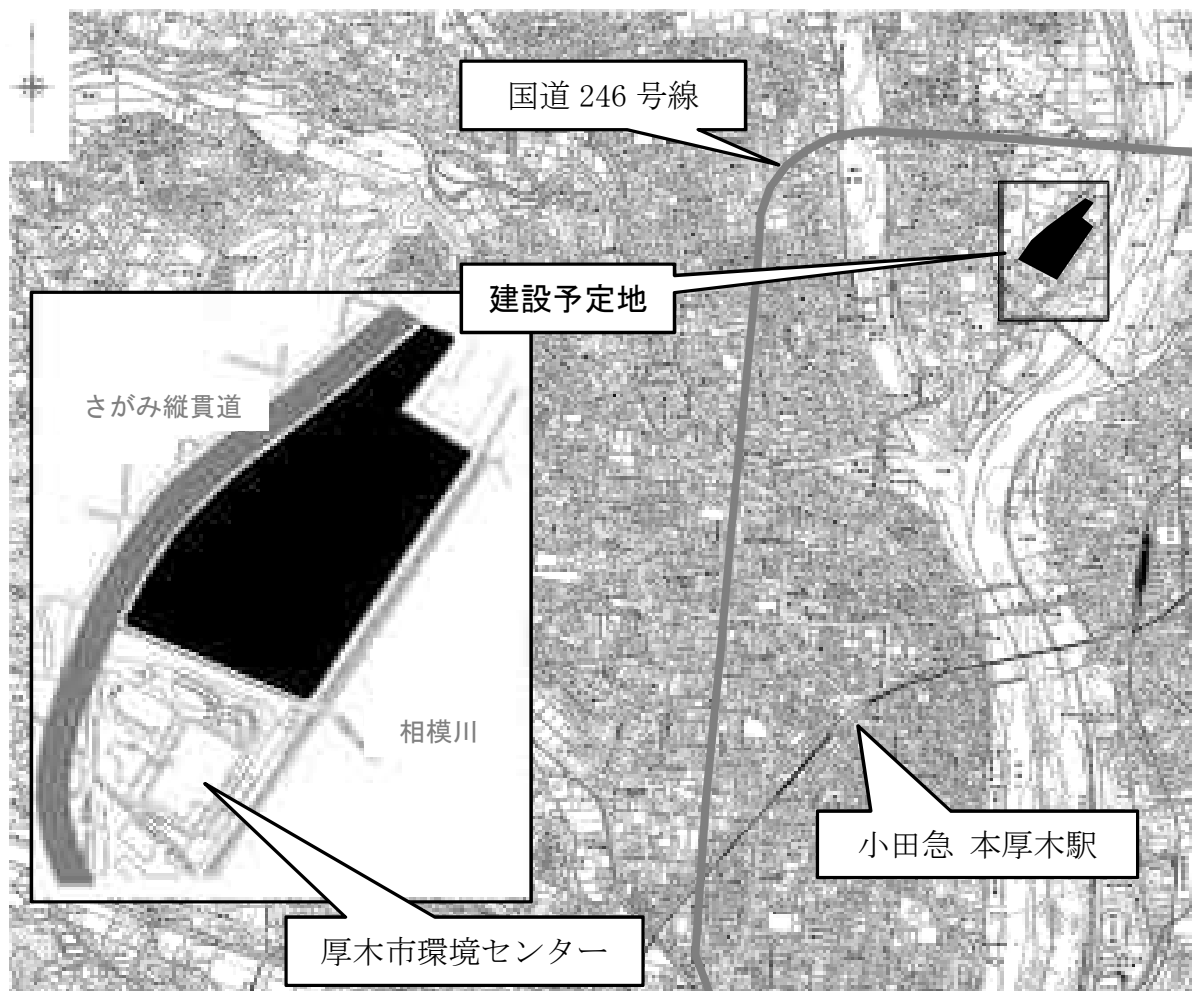 国道 246 号線
建設予定地
さがみ縦貫道
相模川
小田急 本厚木駅
厚木市環境センター